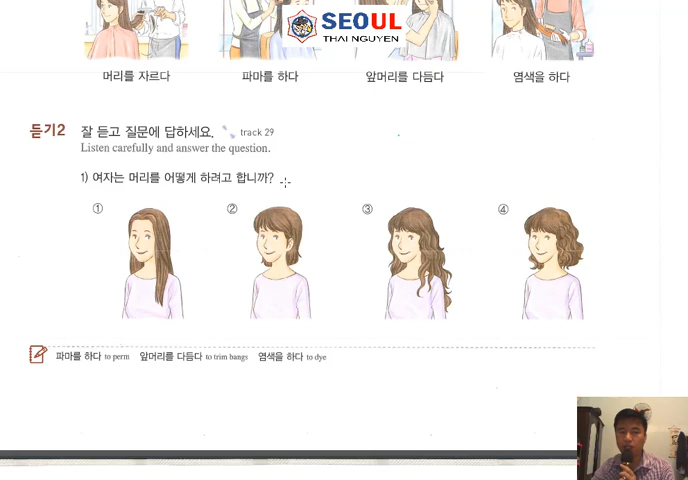 SEOUL
THAI NGUYEN
머리를 자르다 파마를 하다 앞머리를 다듬다 염색을 하다
듣기2 잘 듣고 질문에 답하세요. track 29
Listen carefully and answer the question.
1) 여자는 머리를 어떻게 하려고 합니까?
① ② ③ ④
파마를 하다 to perm 앞머리를 다듬다 to trim bangs 염색을 하다 to dye